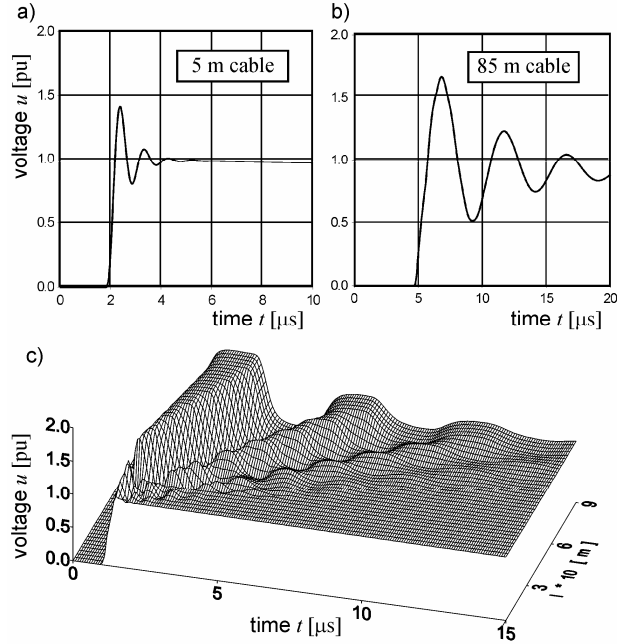 a)
5 m cable
voltage u [pu]
2.0
1.5
1.0
0.5
0.0
0 2 4 6 8 10
time t [μs]
b)
85 m cable
2.0
1.5
1.0
0.5
0.0
0 5 10 15 20
time t [μs]
c)
voltage u [pu]
2.0
1.5
1.0
0.5
0.0
0
5
10
15
time t [μs]
3
6
9
l * 10 [ m ]